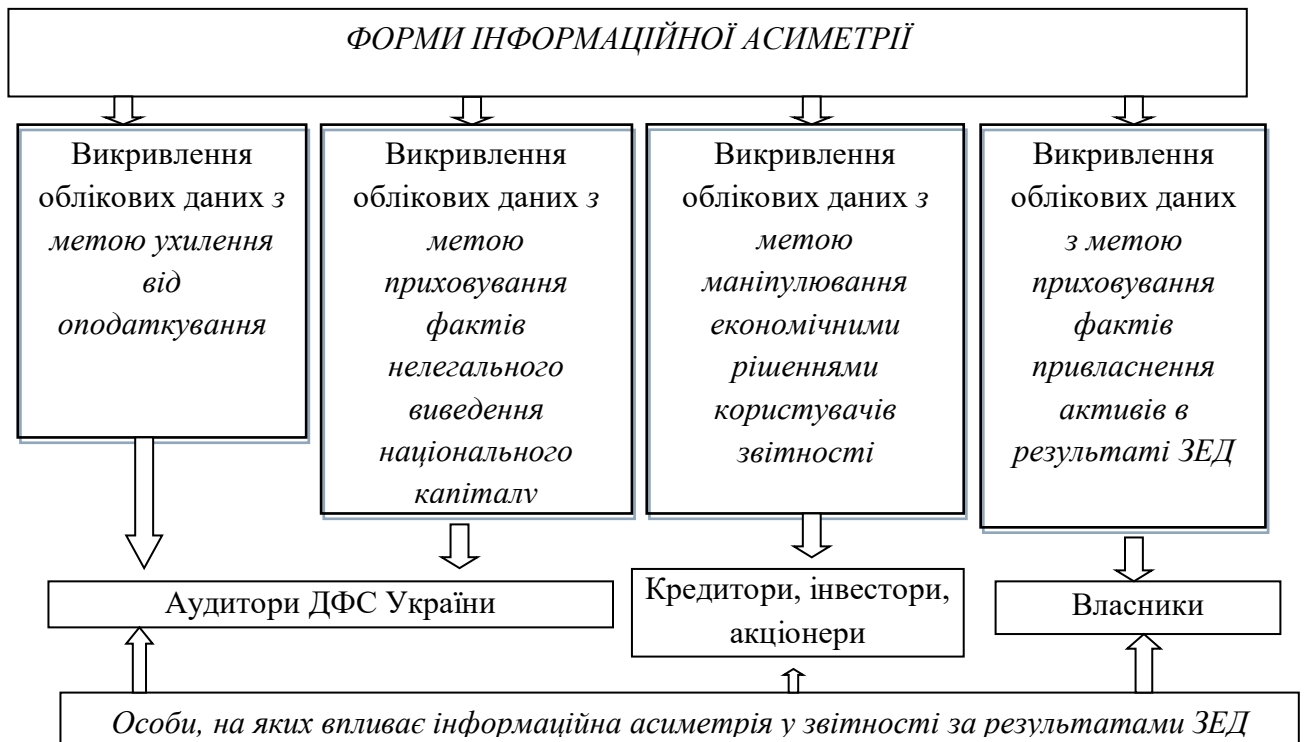 ФОРМИ ІНФОРМАЦІЙНОЇ АСИМЕТРІЇ
Викривлення
облікових даних з
метою ухилення
від
оподаткування
Викривлення
облікових даних з
метою
приховування
фактів
нелегального
виведення
національного
капіталу
Викривлення
облікових даних з
метою
маніпулювання
економічними
рішеннями
користувачів
звітності
Викривлення
облікових даних
з метою
приховування
фактів
привласнення
активів в
результаті ЗЕД
Аудитори ДФС України
Кредитори, інвестори,
акціонери
Власники
Особи, на яких впливає інформаційна асиметрія у звітності за результатами ЗЕД